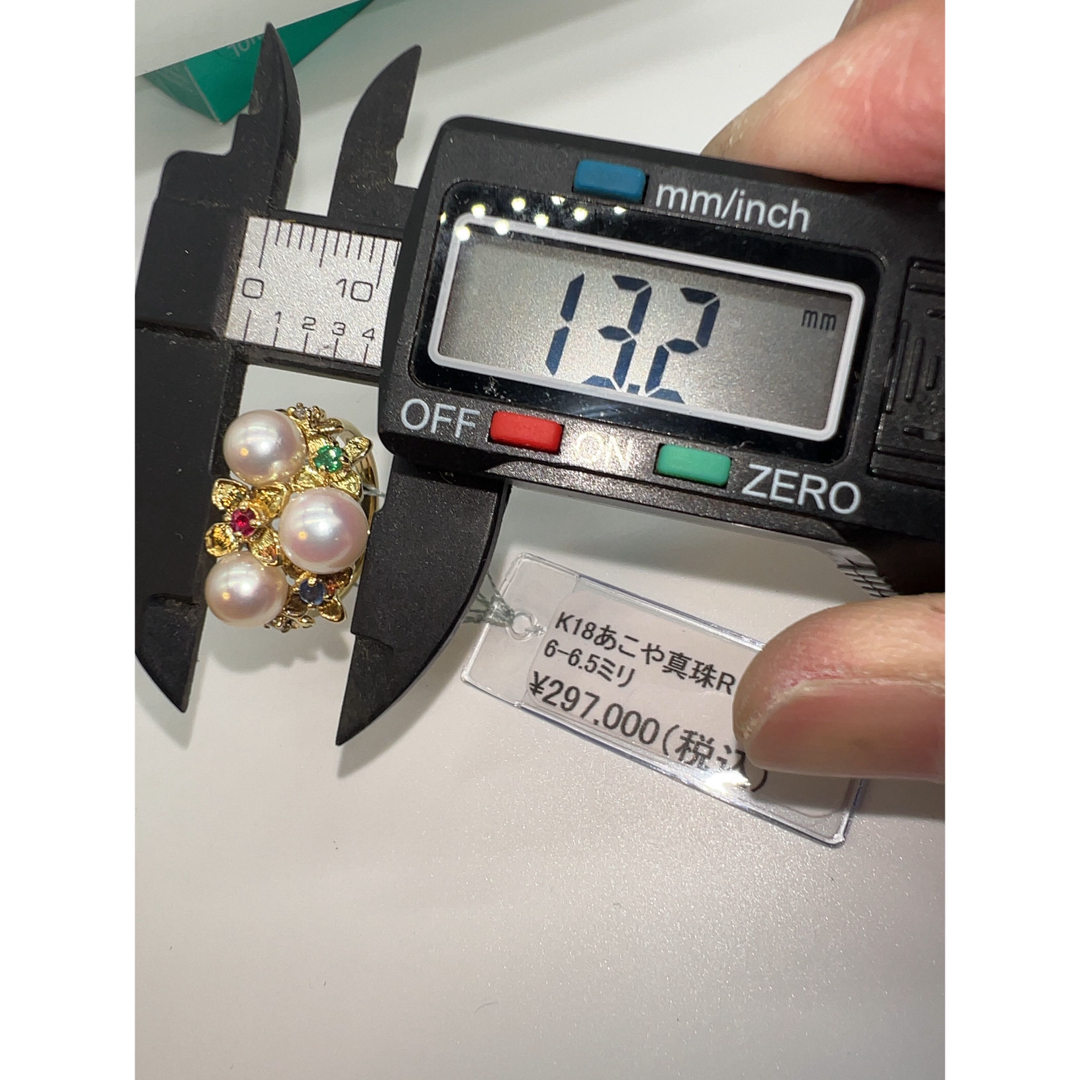 mm/inch
13.2 mm
0 10
1 2 3 4
OFF ON ZERO
K18あこや真珠R
6-6.5ミリ
¥297.000(税込)